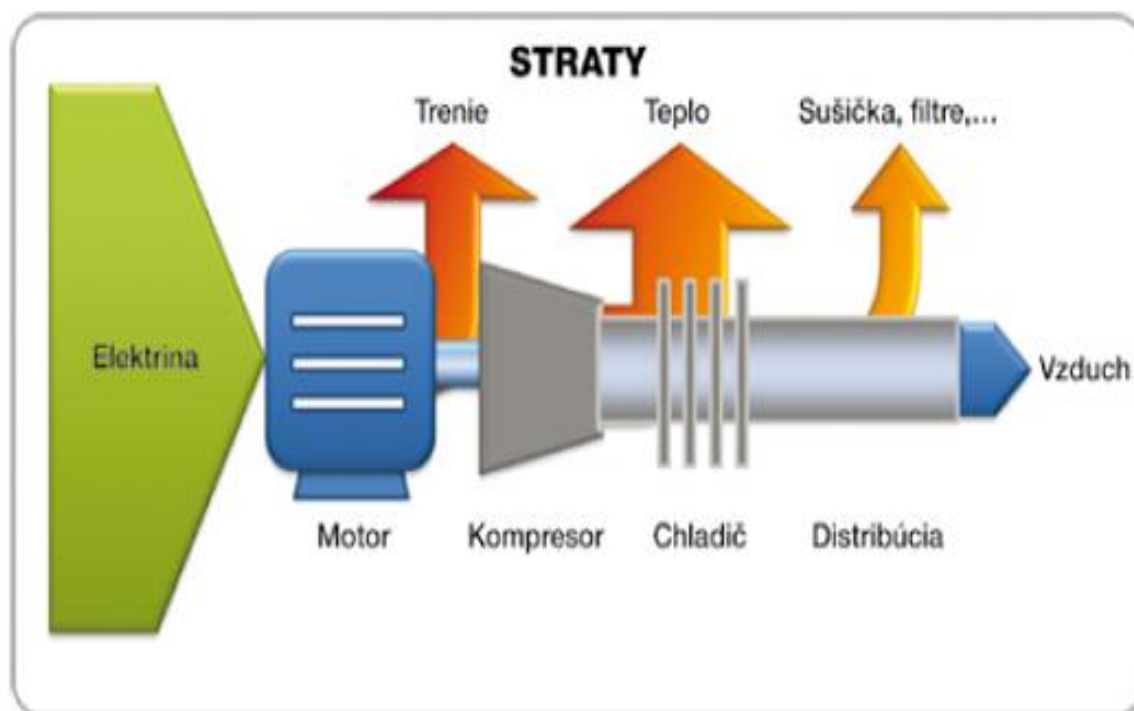 STRATY
Trenie
Teplo
Sušička, filtre,...
Elektrina
Vzduch
Motor
Kompresor
Chladič
Distribúcia